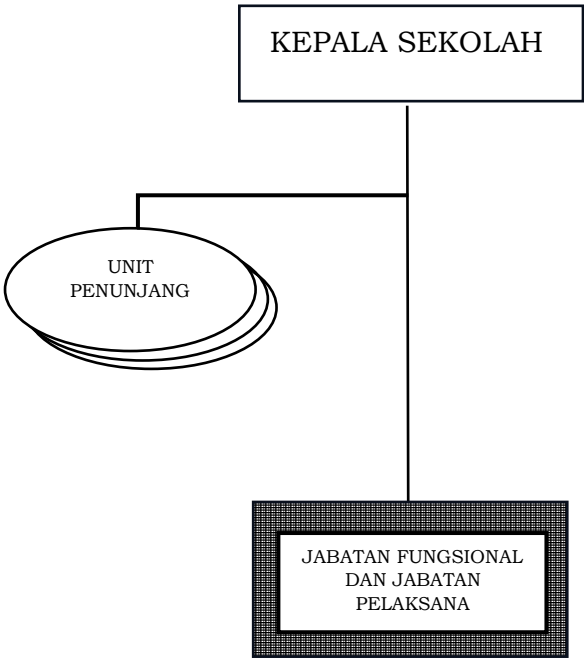 KEPALA SEKOLAH
UNIT
PENUNJANG
JABATAN FUNGSIONAL
DAN JABATAN
PELAKSANA